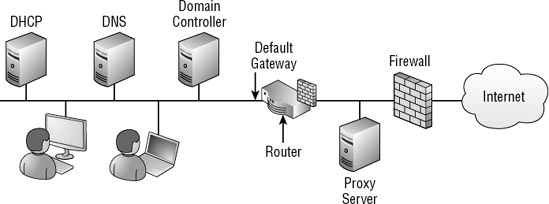 DHCP
DNS
Domain
Controller
Default
Gateway
Router
Proxy
Server
Firewall
Internet